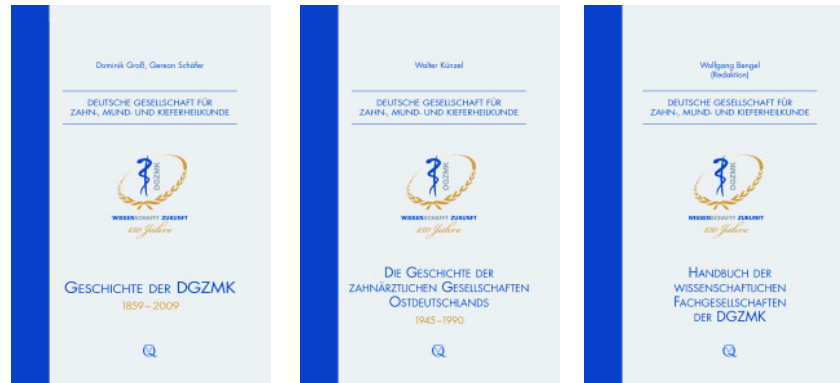 Dominik Groß, Gereon Schäfer
DEUTSCHE GESELLSCHAFT FÜR
ZAHN-, MUND- UND KIEFERHEILKUNDE
DGZMK
WISSENSCHAFFT ZUKUNFT
150 Jahre
GESCHICHTE DER DGZMK
1859–2009
Walter Künzel
DEUTSCHE GESELLSCHAFT FÜR
ZAHN-, MUND- UND KIEFERHEILKUNDE
DGZMK
WISSENSCHAFFT ZUKUNFT
150 Jahre
DIE GESCHICHTE DER
ZAHNÄRZTLICHEN GESELLSCHAFTEN
OSTDEUTSCHLANDS
1945–1990
Wolfgang Bengel
(Redaktion)
DEUTSCHE GESELLSCHAFT FÜR
ZAHN-, MUND- UND KIEFERHEILKUNDE
DGZMK
WISSENSCHAFFT ZUKUNFT
150 Jahre
HANDBUCH DER
WISSENSCHAFTLICHEN
FACHGESELLSCHAFTEN
DER DGZMK